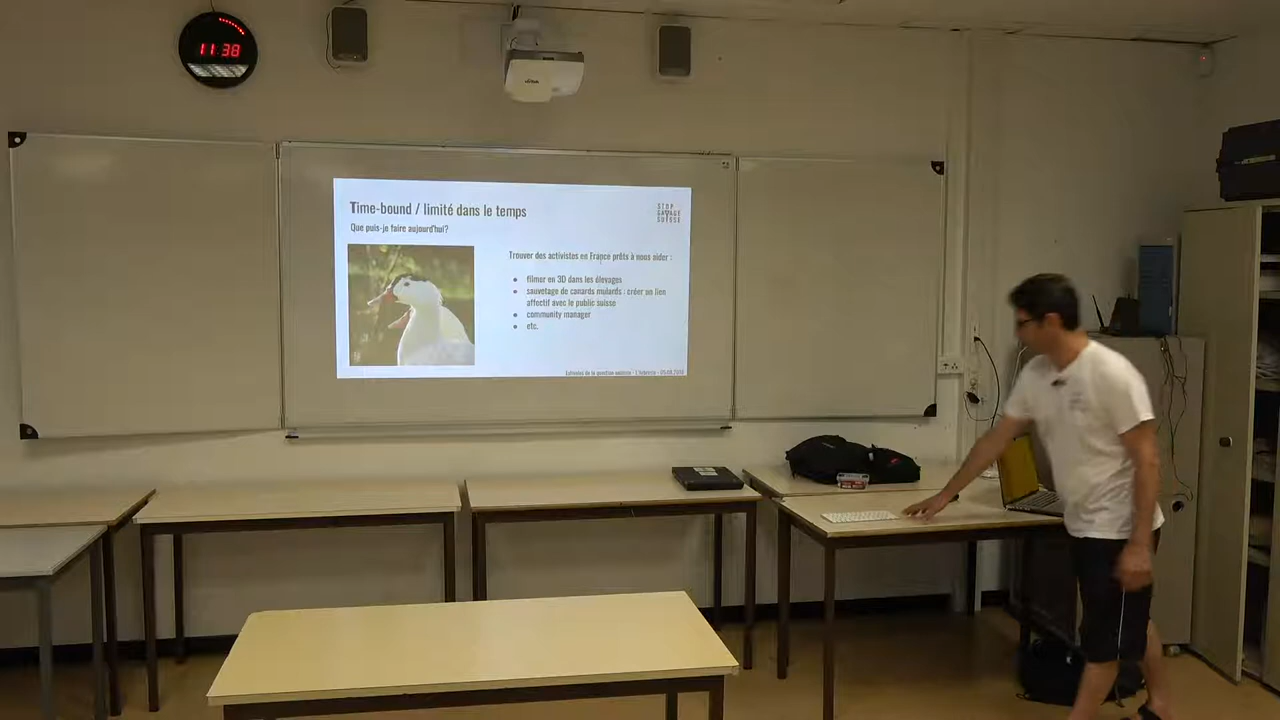 11:38
Time-bound / limité dans le temps
STOP
GAVAGE
SUISSE
Que puis-je faire aujourd'hui?
Trouver des activistes en France prêts à nous aider :
● filmer en 3D dans les élevages
● sauvetage de canards mulards : créer un lien
affectif avec le public suisse
● community manager
● etc.